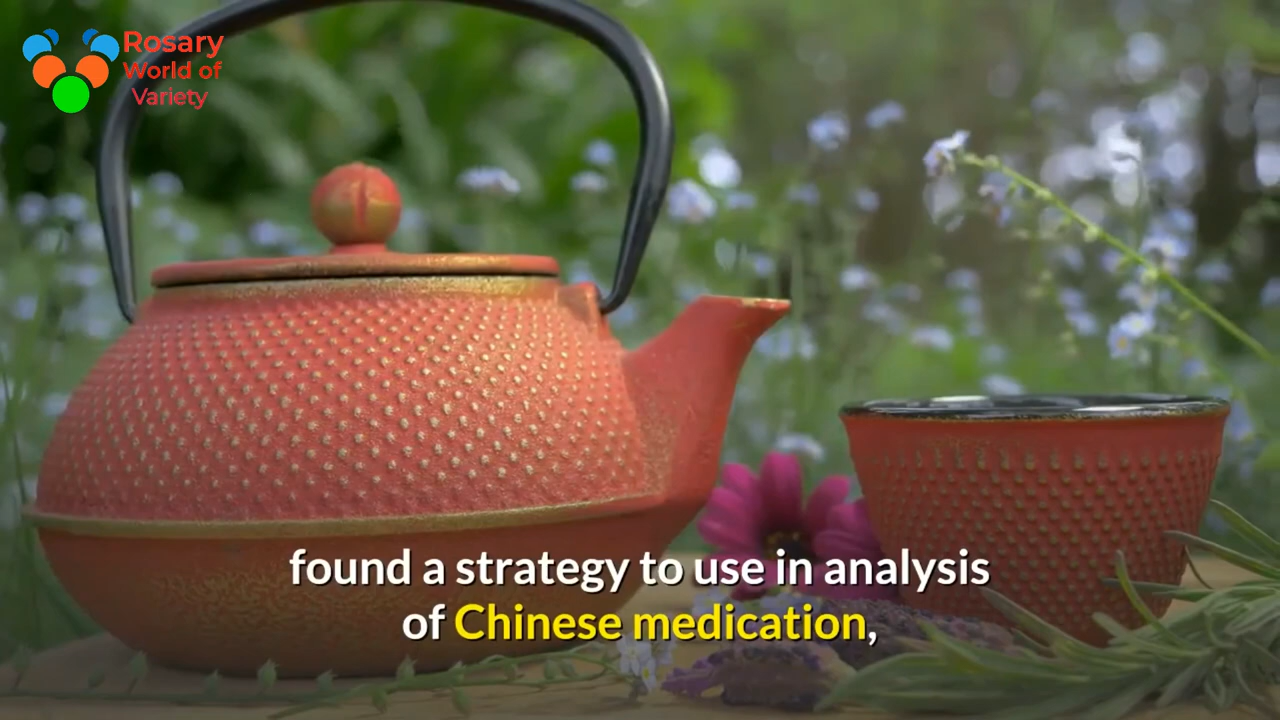 Rosary
World of
Variety
found a strategy to use in analysis
of Chinese medication,